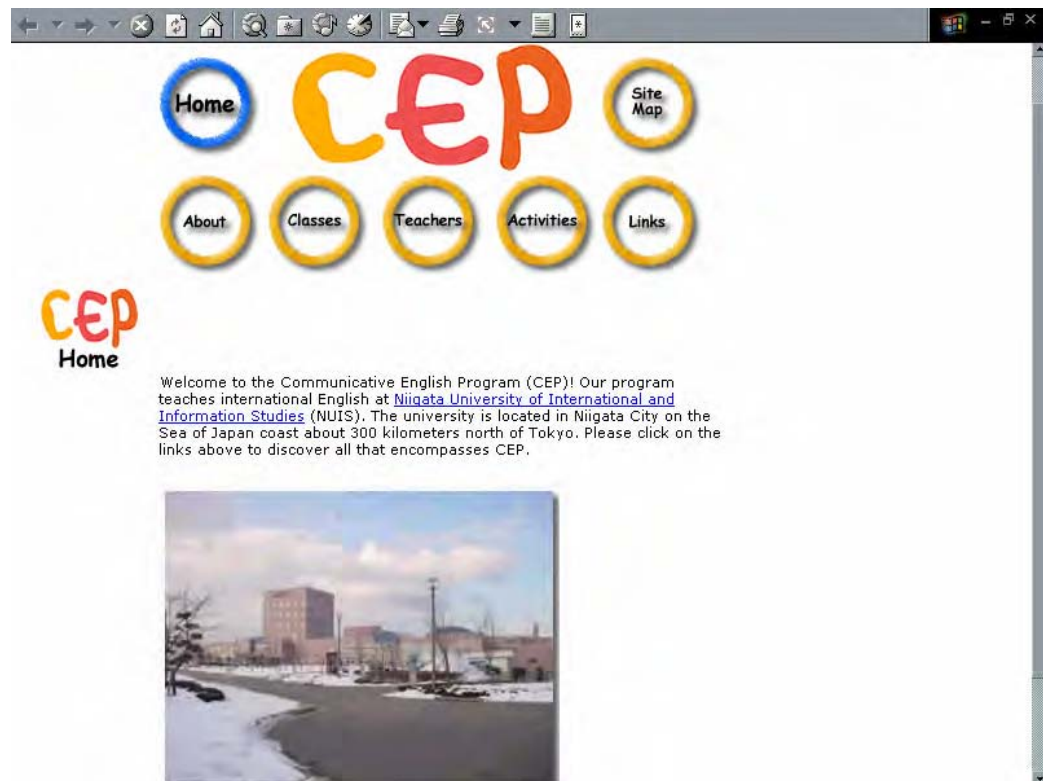 Home
CEP
Site
Map
About
Classes
Teachers
Activities
Links
CEP
Home
Welcome to the Communicative English Program (CEP)! Our program
teaches international English at Niigata University of International and
Information Studies (NUIS). The university is located in Niigata City on the
Sea of Japan coast about 300 kilometers north of Tokyo. Please click on the
links above to discover all that encompasses CEP.